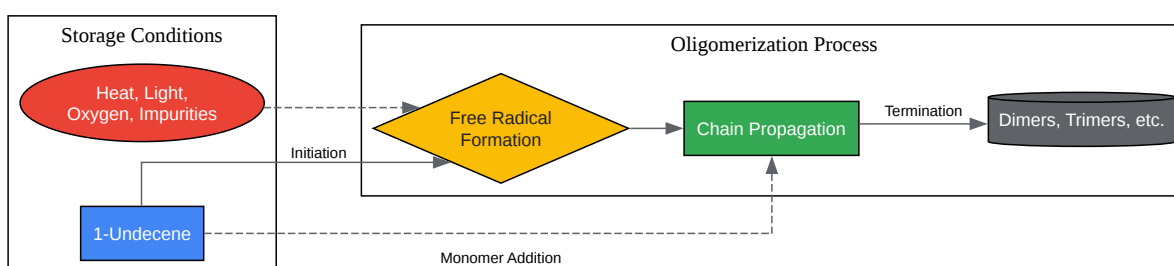 Storage Conditions
Oligomerization Process
Heat, Light,
Oxygen, Impurities
Free Radical
Formation
Chain Propagation
Termination
Dimers, Trimers, etc.
Initiation
1-Undecene
Monomer Addition